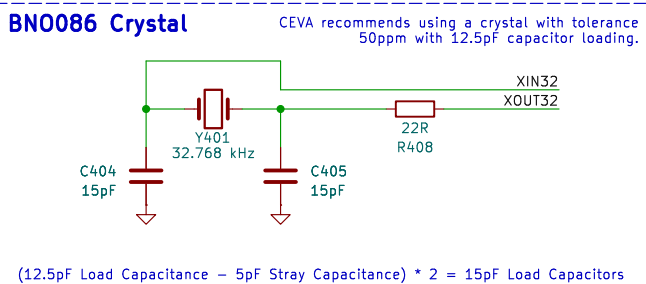 BNO086 Crystal
CEVA recommends using a crystal with tolerance
50ppm with 12.5pF capacitor loading.
XIN32
XOUT32
Y401
32.768 kHz
22R
R408
C404
15pF
C405
15pF
(12.5pF Load Capacitance – 5pF Stray Capacitance) * 2 = 15pF Load Capacitors